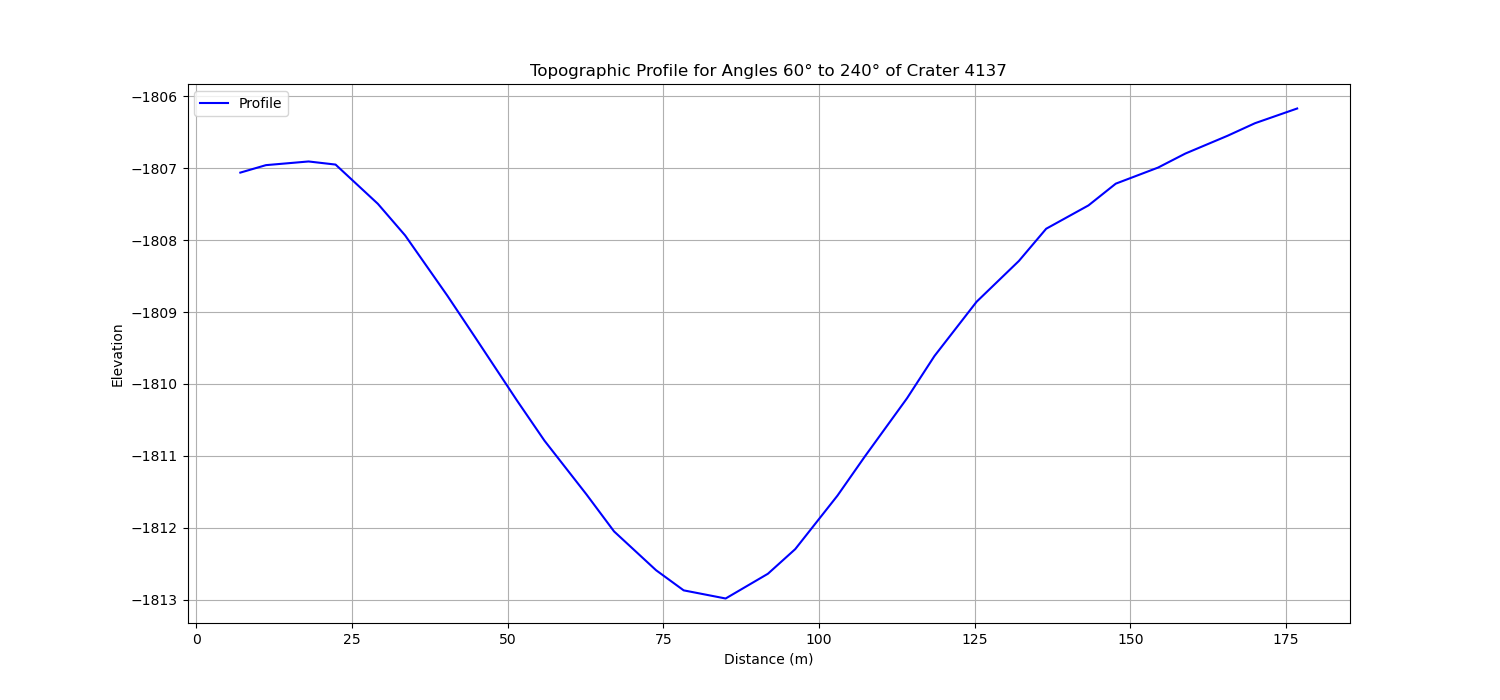 Topographic Profile for Angles 60° to 240° of Crater 4137
Profile
−1806
−1807
−1808
−1809
−1810
−1811
−1812
−1813
Elevation
0 25 50 75 100 125 150 175
Distance (m)